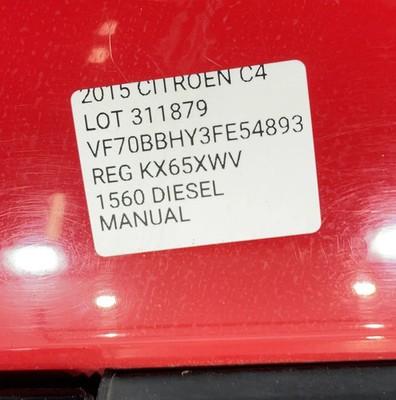 2015 CITROEN C4
LOT 311879
VF70BBHY3FE54893
REG KX65XWV
1560 DIESEL
MANUAL